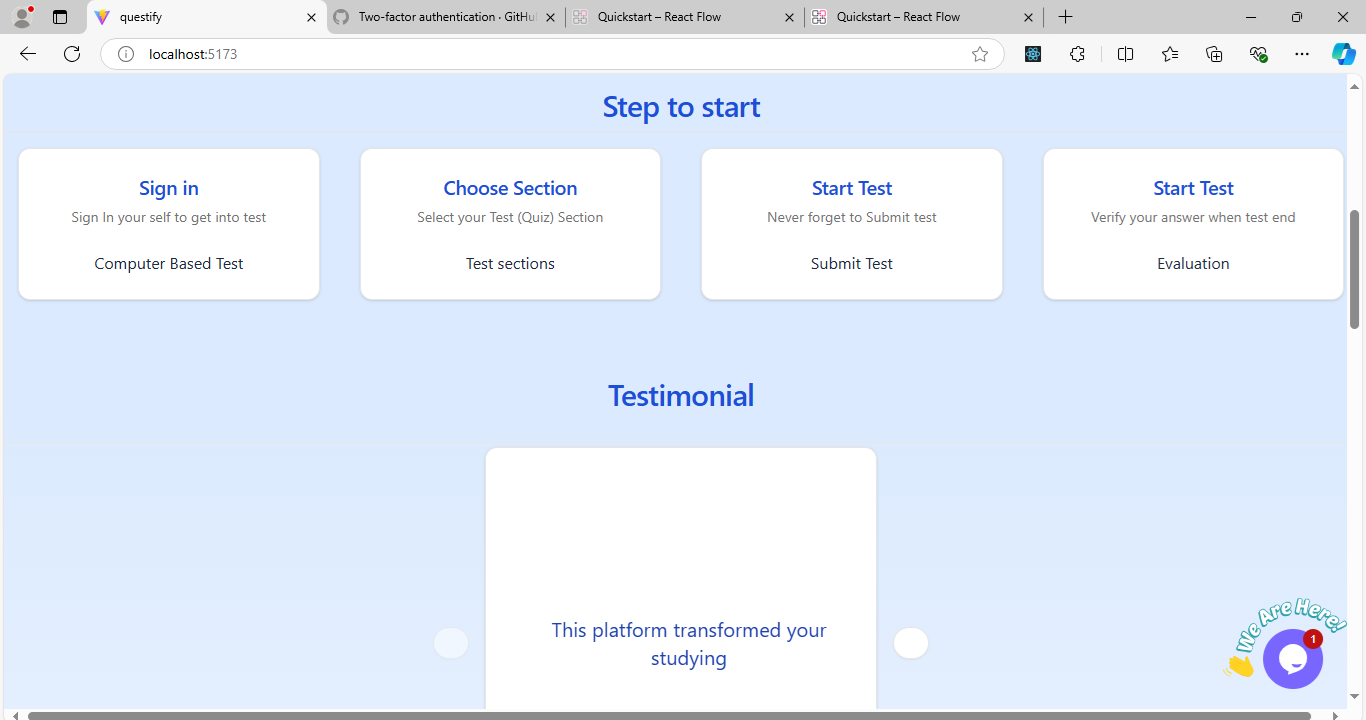 questify
Two-factor authentication · GitHu
Quickstart – React Flow
Quickstart – React Flow
localhost:5173
Step to start
Sign in
Sign In your self to get into test
Computer Based Test
Choose Section
Select your Test (Quiz) Section
Test sections
Start Test
Never forget to Submit test
Submit Test
Start Test
Verify your answer when test end
Evaluation
Testimonial
This platform transformed your
studying
We Are Here!
1